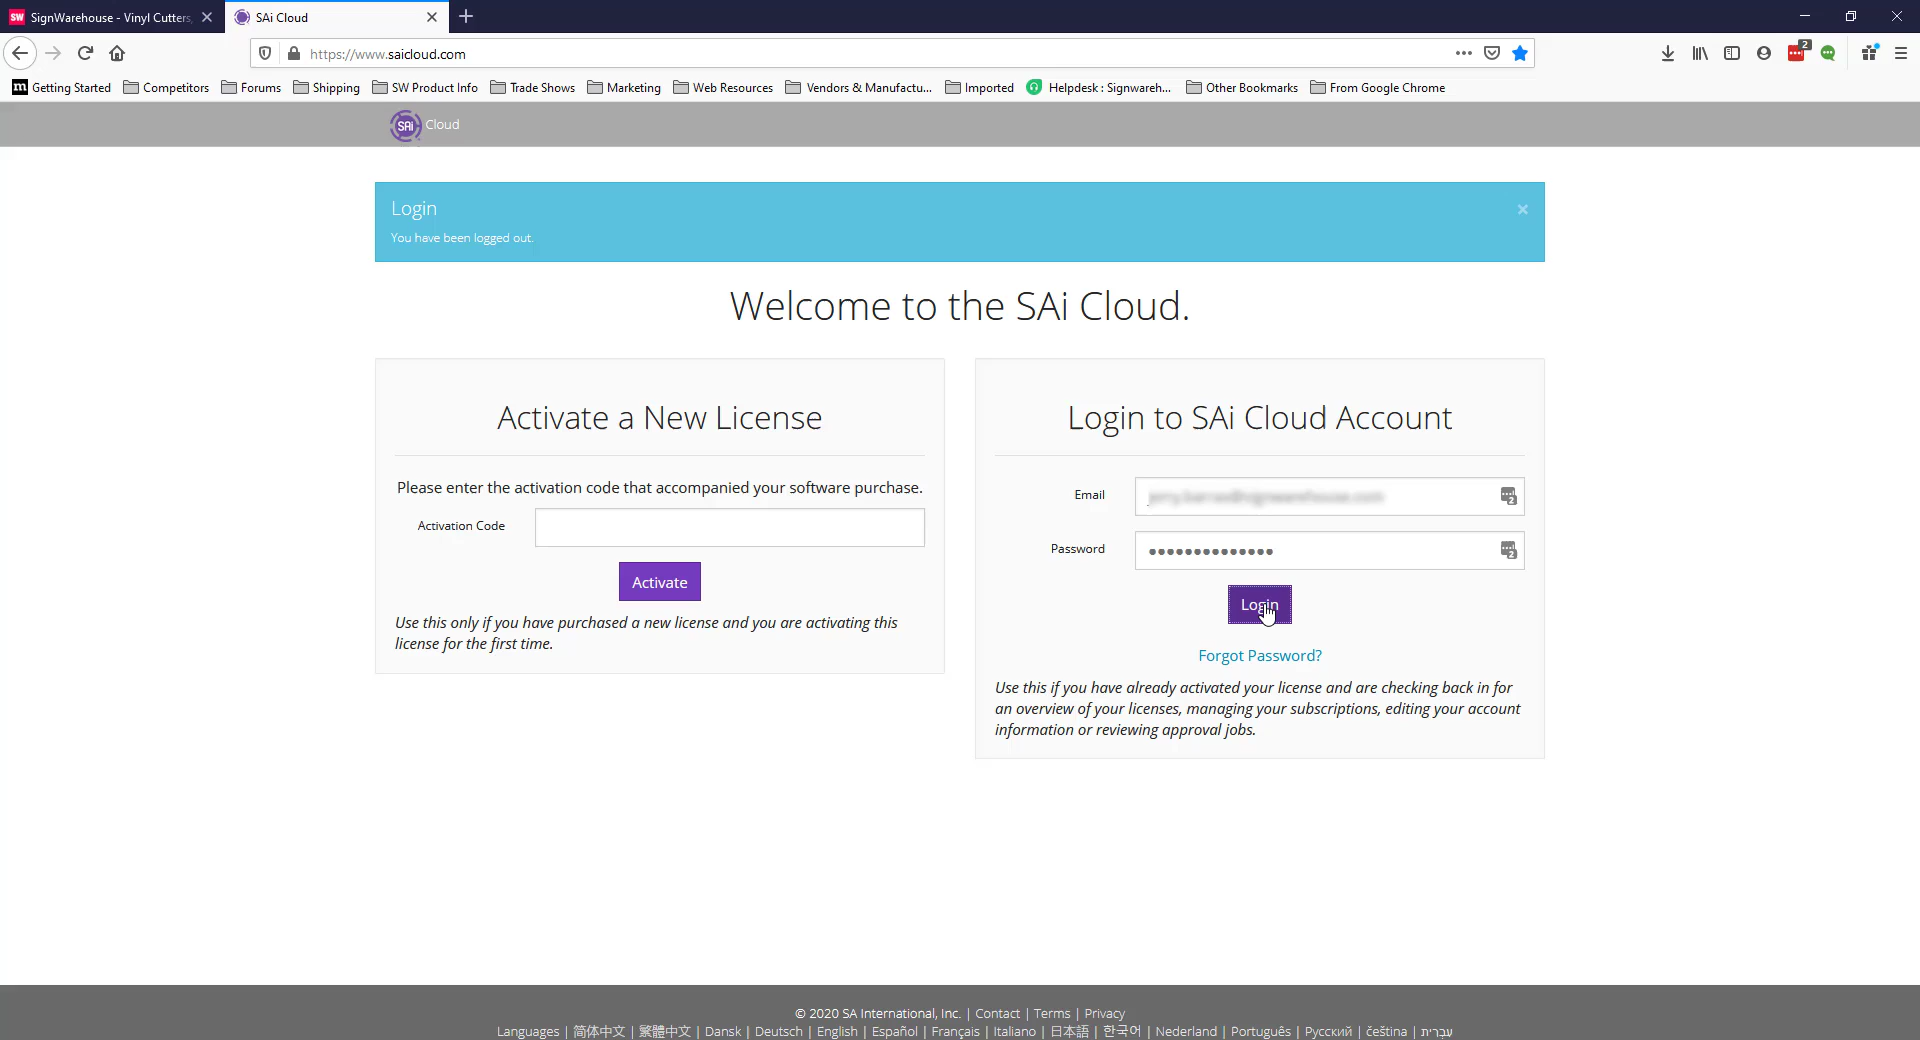 SW SignWarehouse - Vinyl Cutters,
SAi Cloud
https://www.saicloud.com
2
m Getting Started Competitors Forums Shipping SW Product Info Trade Shows Marketing Web Resources Vendors & Manufactu... Imported Helpdesk : Signwareh... Other Bookmarks From Google Chrome
SAi Cloud
Login
You have been logged out.
Welcome to the SAi Cloud.
Activate a New License
Please enter the activation code that accompanied your software purchase.
Activation Code
Activate
Use this only if you have purchased a new license and you are activating this
license for the first time.
Login to SAi Cloud Account
Email
Password
Login
Forgot Password?
Use this if you have already activated your license and are checking back in for
an overview of your licenses, managing your subscriptions, editing your account
information or reviewing approval jobs.
© 2020 SA International, Inc. | Contact | Terms | Privacy
Languages | 简体中文 | 繁體中文 | Dansk | Deutsch | English | Español | Français | Italiano | 日本語 | 한국어 | Nederland | Português | Русский | čeština | עברית